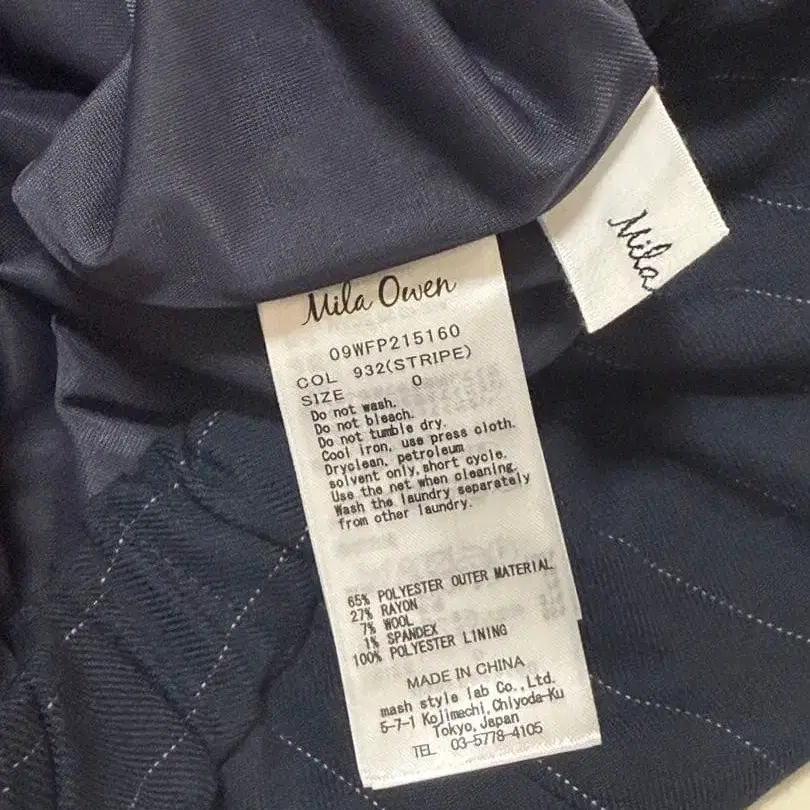 Mila Owen
09WFP215160
COL 932(STRIPE)
SIZE 0
Do not wash.
Do not bleach.
Do not tumble dry.
Cool iron, use press cloth.
Dryclean, petroleum
solvent only,short cycle.
Use the net when cleaning.
Wash the laundry separately
from other laundry.
65% POLYESTER OUTER MATERIAL
27% RAYON
7% WOOL
1% SPANDEX
100% POLYESTER LINING
MADE IN CHINA
mash style lab Co.,Ltd.
5-7-1 Kojimachi,Chiyoda-Ku
Tokyo,Japan
TEL 03-5778-4105
Mila